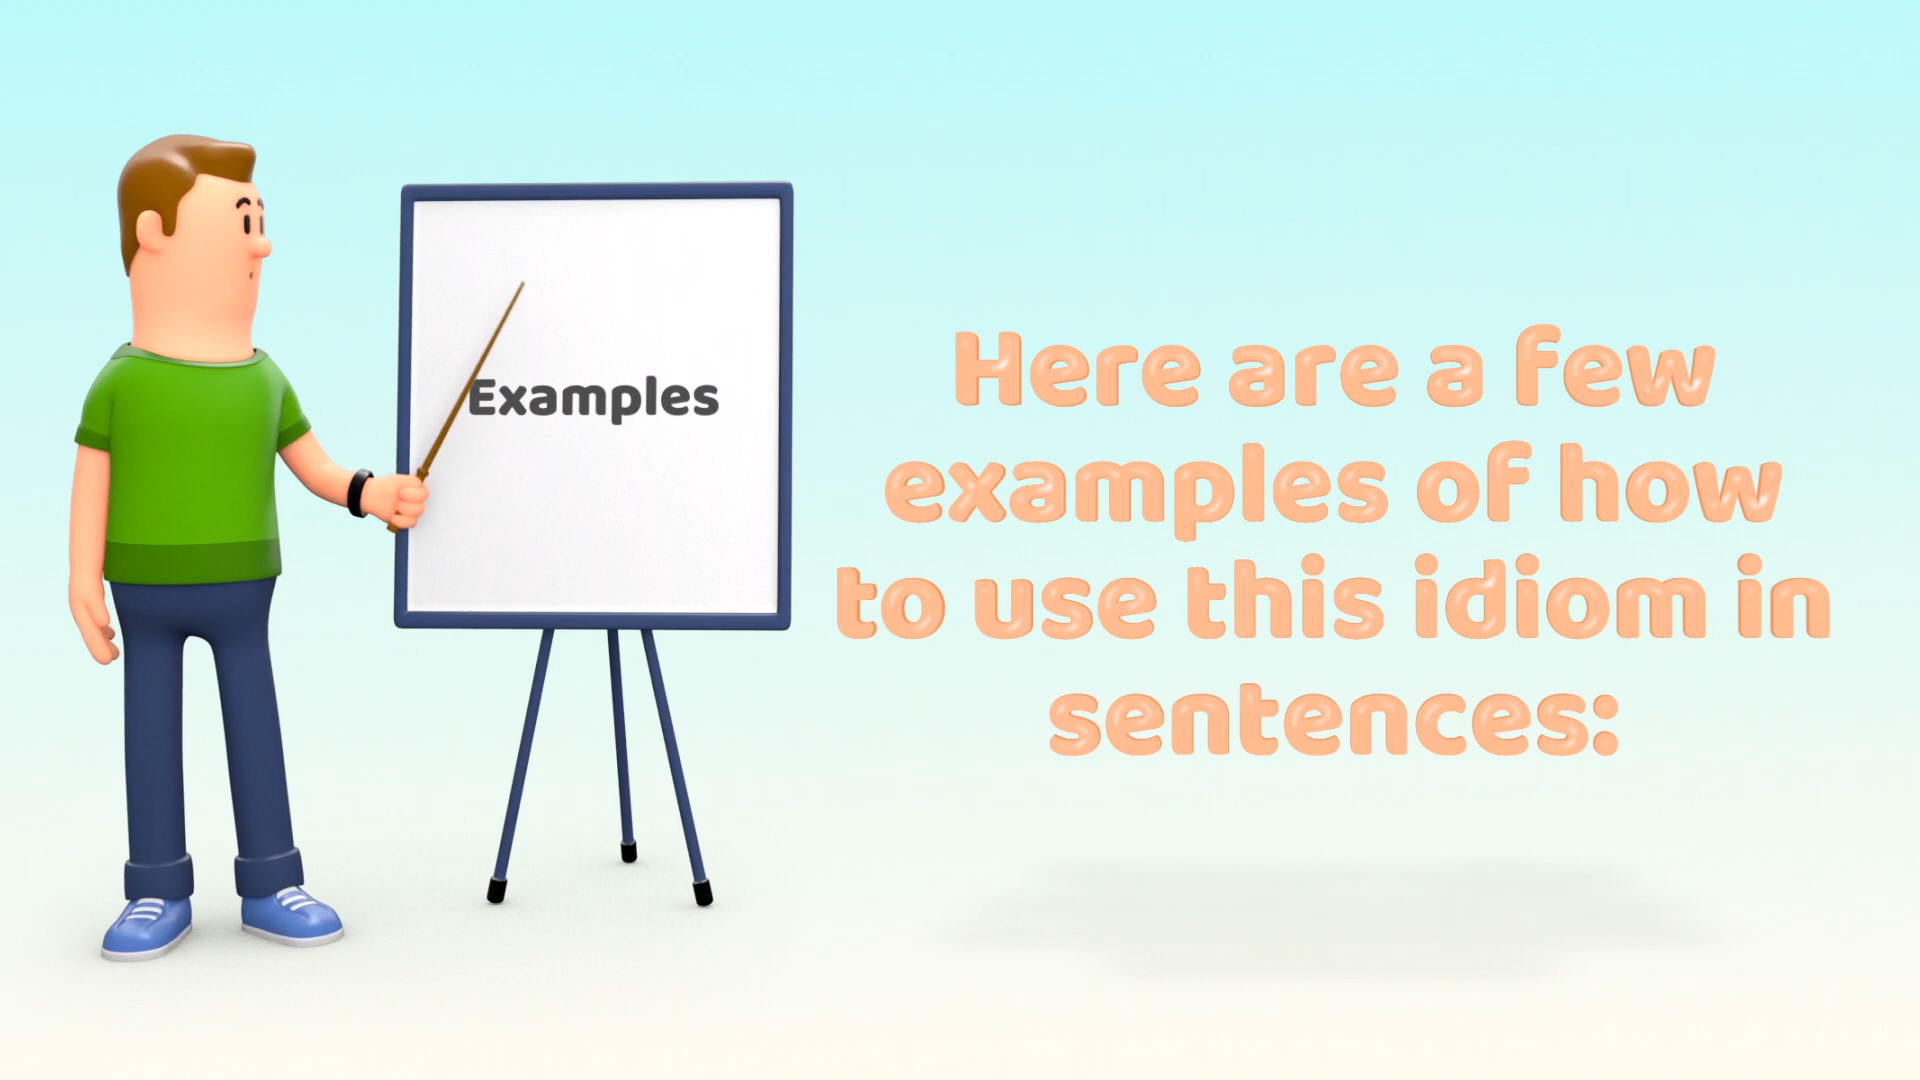 Examples
Here are a few
examples of how
to use this idiom in
sentences: